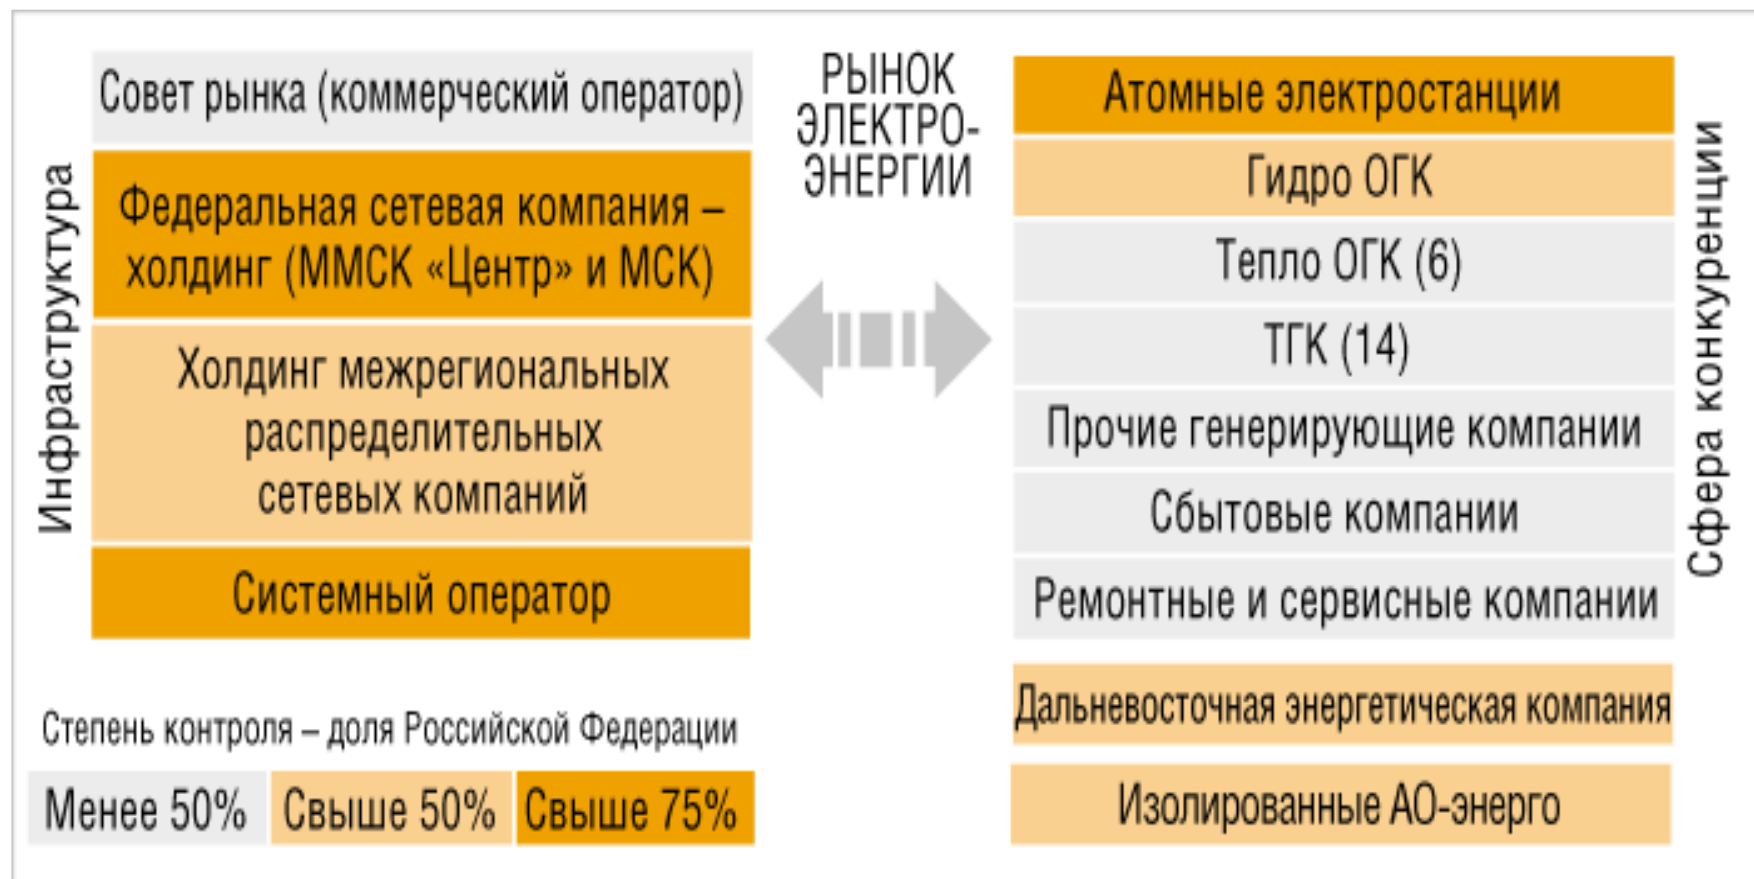 Инфраструктура
Совет рынка (коммерческий оператор)
Федеральная сетевая компания –
холдинг (ММСК «Центр» и МСК)
Холдинг межрегиональных
распределительных
сетевых компаний
Системный оператор
РЫНОК
ЭЛЕКТРО-
ЭНЕРГИИ
Атомные электростанции
Гидро ОГК
Тепло ОГК (6)
ТГК (14)
Прочие генерирующие компании
Сбытовые компании
Ремонтные и сервисные компании
Сфера конкуренции
Дальневосточная энергетическая компания
Изолированные АО-энерго
Степень контроля – доля Российской Федерации
Менее 50%
Свыше 50%
Свыше 75%